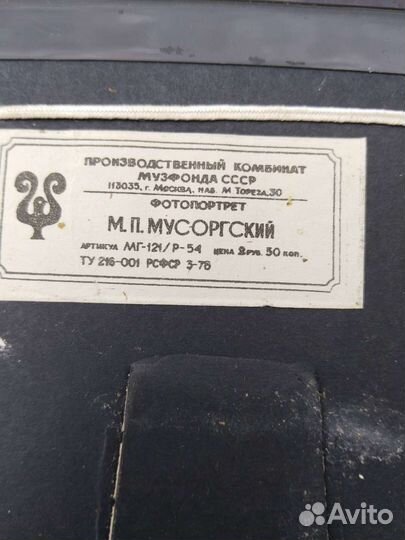 ПРОИЗВОДСТВЕННЫЙ КОМБИНАТ
МУЗФОНДА СССР
113035, г. МОСКВА, НАБ. М ТОРЕЗА, 30
ФОТОПОРТРЕТ
М.П. МУСОРГСКИЙ
АРТИКУЛ МГ-121/Р-54 ЦЕНА 2 РУБ. 50 КОП.
ТУ 216-001 РСФСР 3-78
Avito